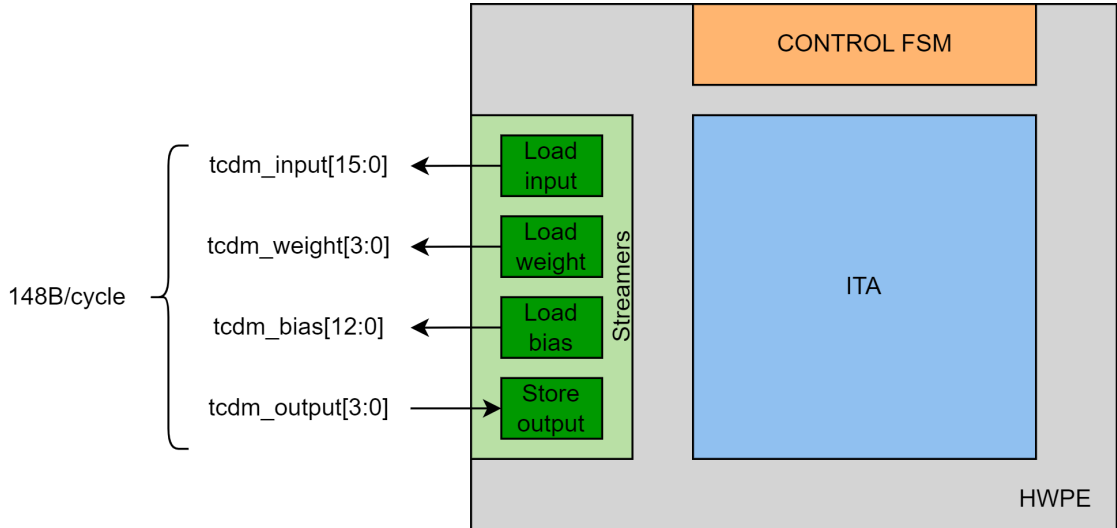 CONTROL FSM
tcdm_input[15:0]
Load
input
tcdm_weight[3:0]
Load
weight
148B/cycle
tcdm_bias[12:0]
Load
bias
tcdm_output[3:0]
Store
output
Streamers
ITA
HWPE